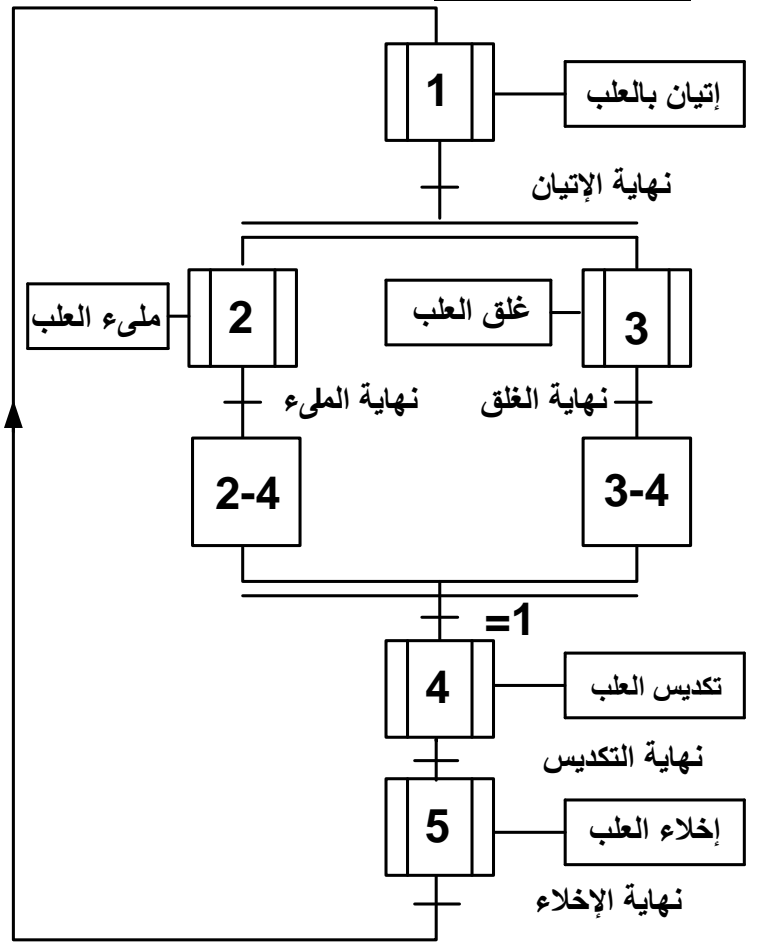 1
إتيان بالعلب
نهاية الإتيان
2
ملىء العلب
3
غلق العلب
نهاية الملىء
نهاية الغلق
2-4
3-4
=1
4
تكديس العلب
نهاية التكديس
5
إخلاء العلب
نهاية الإخلاء